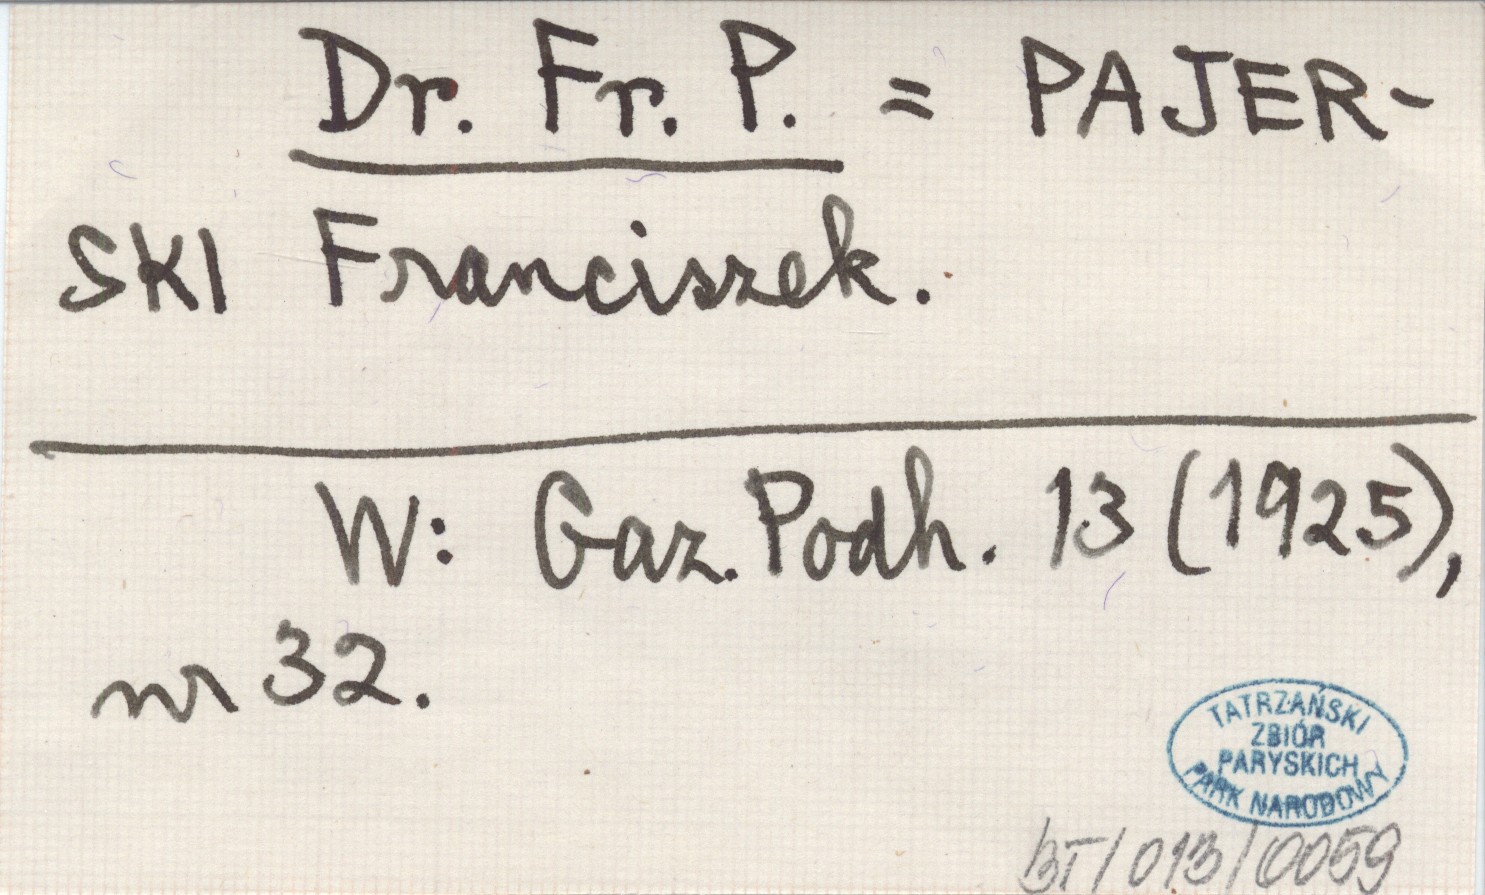 Dr. Fr. P. = PAJER-
SKI Franciszek.
W: Gaz. Podh. 13 (1925),
nr 32.
TATRZAŃSKI
ZBIÓR
PARYSKICH
PARK NARODOWY
BT/013/0059